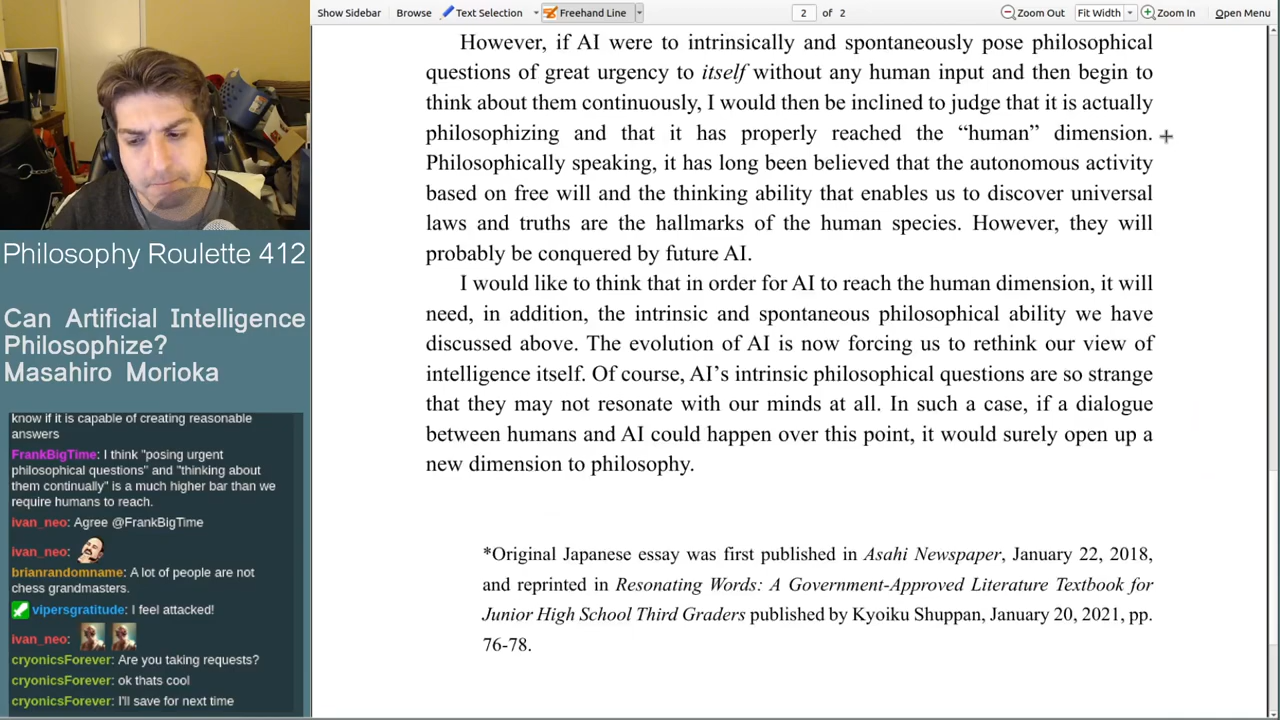 Show Sidebar Browse Text Selection Freehand Line 2 of 2 Zoom Out Fit Width Zoom In Open Menu
However, if AI were to intrinsically and spontaneously pose philosophical
questions of great urgency to itself without any human input and then begin to
think about them continuously, I would then be inclined to judge that it is actually
philosophizing and that it has properly reached the “human” dimension.
Philosophically speaking, it has long been believed that the autonomous activity
based on free will and the thinking ability that enables us to discover universal
laws and truths are the hallmarks of the human species. However, they will
probably be conquered by future AI.
I would like to think that in order for AI to reach the human dimension, it will
need, in addition, the intrinsic and spontaneous philosophical ability we have
discussed above. The evolution of AI is now forcing us to rethink our view of
intelligence itself. Of course, AI’s intrinsic philosophical questions are so strange
that they may not resonate with our minds at all. In such a case, if a dialogue
between humans and AI could happen over this point, it would surely open up a
new dimension to philosophy.
*Original Japanese essay was first published in Asahi Newspaper, January 22, 2018,
and reprinted in Resonating Words: A Government-Approved Literature Textbook for
Junior High School Third Graders published by Kyoiku Shuppan, January 20, 2021, pp.
76-78.
Philosophy Roulette 412
Can Artificial Intelligence
Philosophize?
Masahiro Morioka
know if it is capable of creating reasonable
answers
FrankBigTime: I think "posing urgent
philosophical questions" and "thinking about
them continually" is a much higher bar than we
require humans to reach.
ivan_neo: Agree @FrankBigTime
ivan_neo:
brianrandomname: A lot of people are not
chess grandmasters.
vipersgratitude: I feel attacked!
ivan_neo:
cryonicsForever: Are you taking requests?
cryonicsForever: ok thats cool
cryonicsForever: I'll save for next time